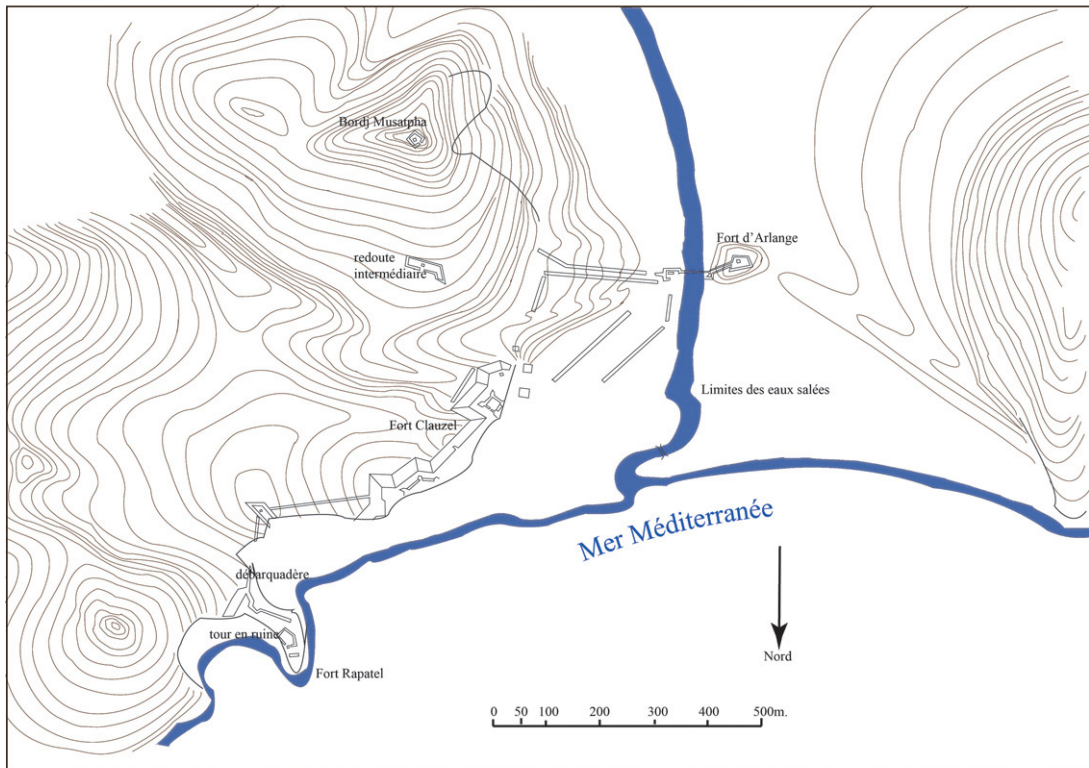 Bordj Musatpha
Fort d'Arlange
redoute
intermédiaire
Limites des eaux salées
Fort Clauzel
Mer Méditerranée
débarquadère
tour en ruine
Fort Rapatel
Nord
0 50 100 200 300 400 500m.